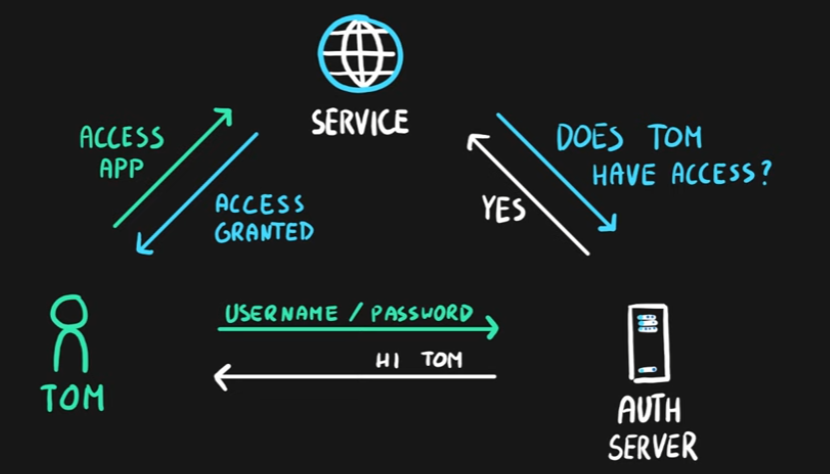 SERVICE
ACCESS
APP
DOES TOM
HAVE ACCESS?
ACCESS
GRANTED
YES
USERNAME / PASSWORD
HI TOM
TOM
AUTH
SERVER